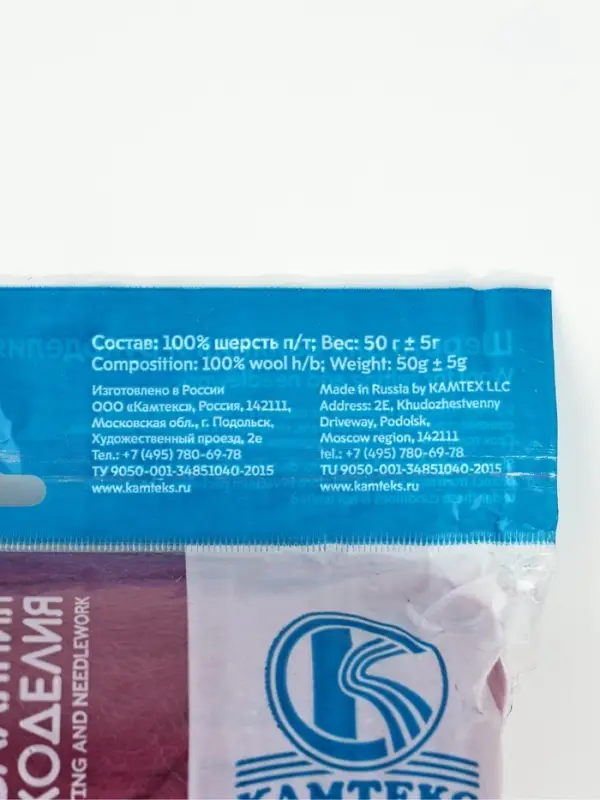 Состав: 100% шерсть п/т; Вес: 50 г ± 5г
Composition: 100% wool h/b; Weight: 50g ± 5g
Изготовлено в России
ООО «Камтекс», Россия, 142111,
Московская обл., г. Подольск,
Художественный проезд, 2е
Тел.: +7 (495) 780-69-78
ТУ 9050-001-34851040-2015
www.kamteks.ru
Made in Russia by KAMTEX LLC
Address: 2E, Khudozhestvenny
Driveway, Podolsk,
Moscow region, 142111
tel.: +7 (495) 780-69-78
TU 9050-001-34851040-2015
www.kamteks.ru
AND NEEDLEWORK
КАМТЕКС